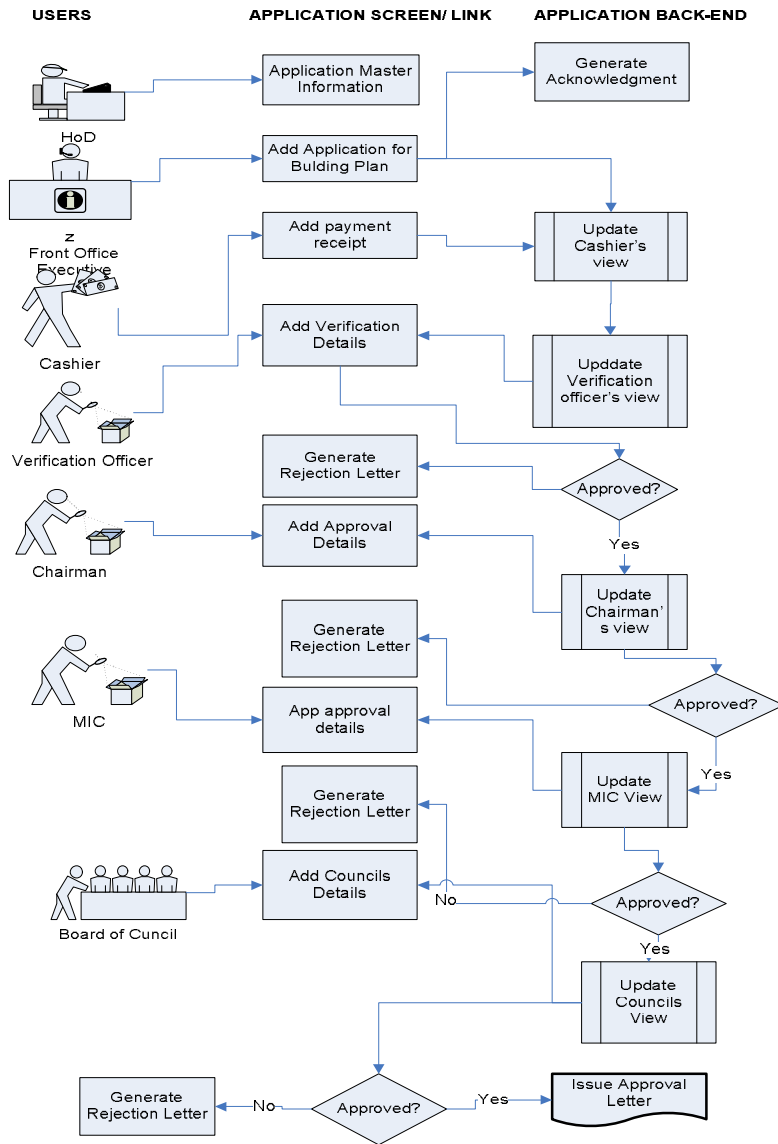 USERS
APPLICATION SCREEN/ LINK
APPLICATION BACK-END
Application Master
Information
Generate
Acknowledgment
HoD
Add Application for
Bulding Plan
z
Front Office
Executive
Add payment
receipt
Update
Cashier's
view
Cashier
Add Verification
Details
Upddate
Verification
officer's view
Verification Officer
Generate
Rejection Letter
Approved?
Yes
Chairman
Add Approval
Details
Update
Chairman'
s view
Generate
Rejection Letter
Approved?
Yes
MIC
App approval
details
Update
MIC View
Generate
Rejection Letter
Approved?
No
Yes
Board of Cuncil
Add Councils
Details
Update
Councils
View
Generate
Rejection Letter
No
Approved?
Yes
Issue Approval
Letter